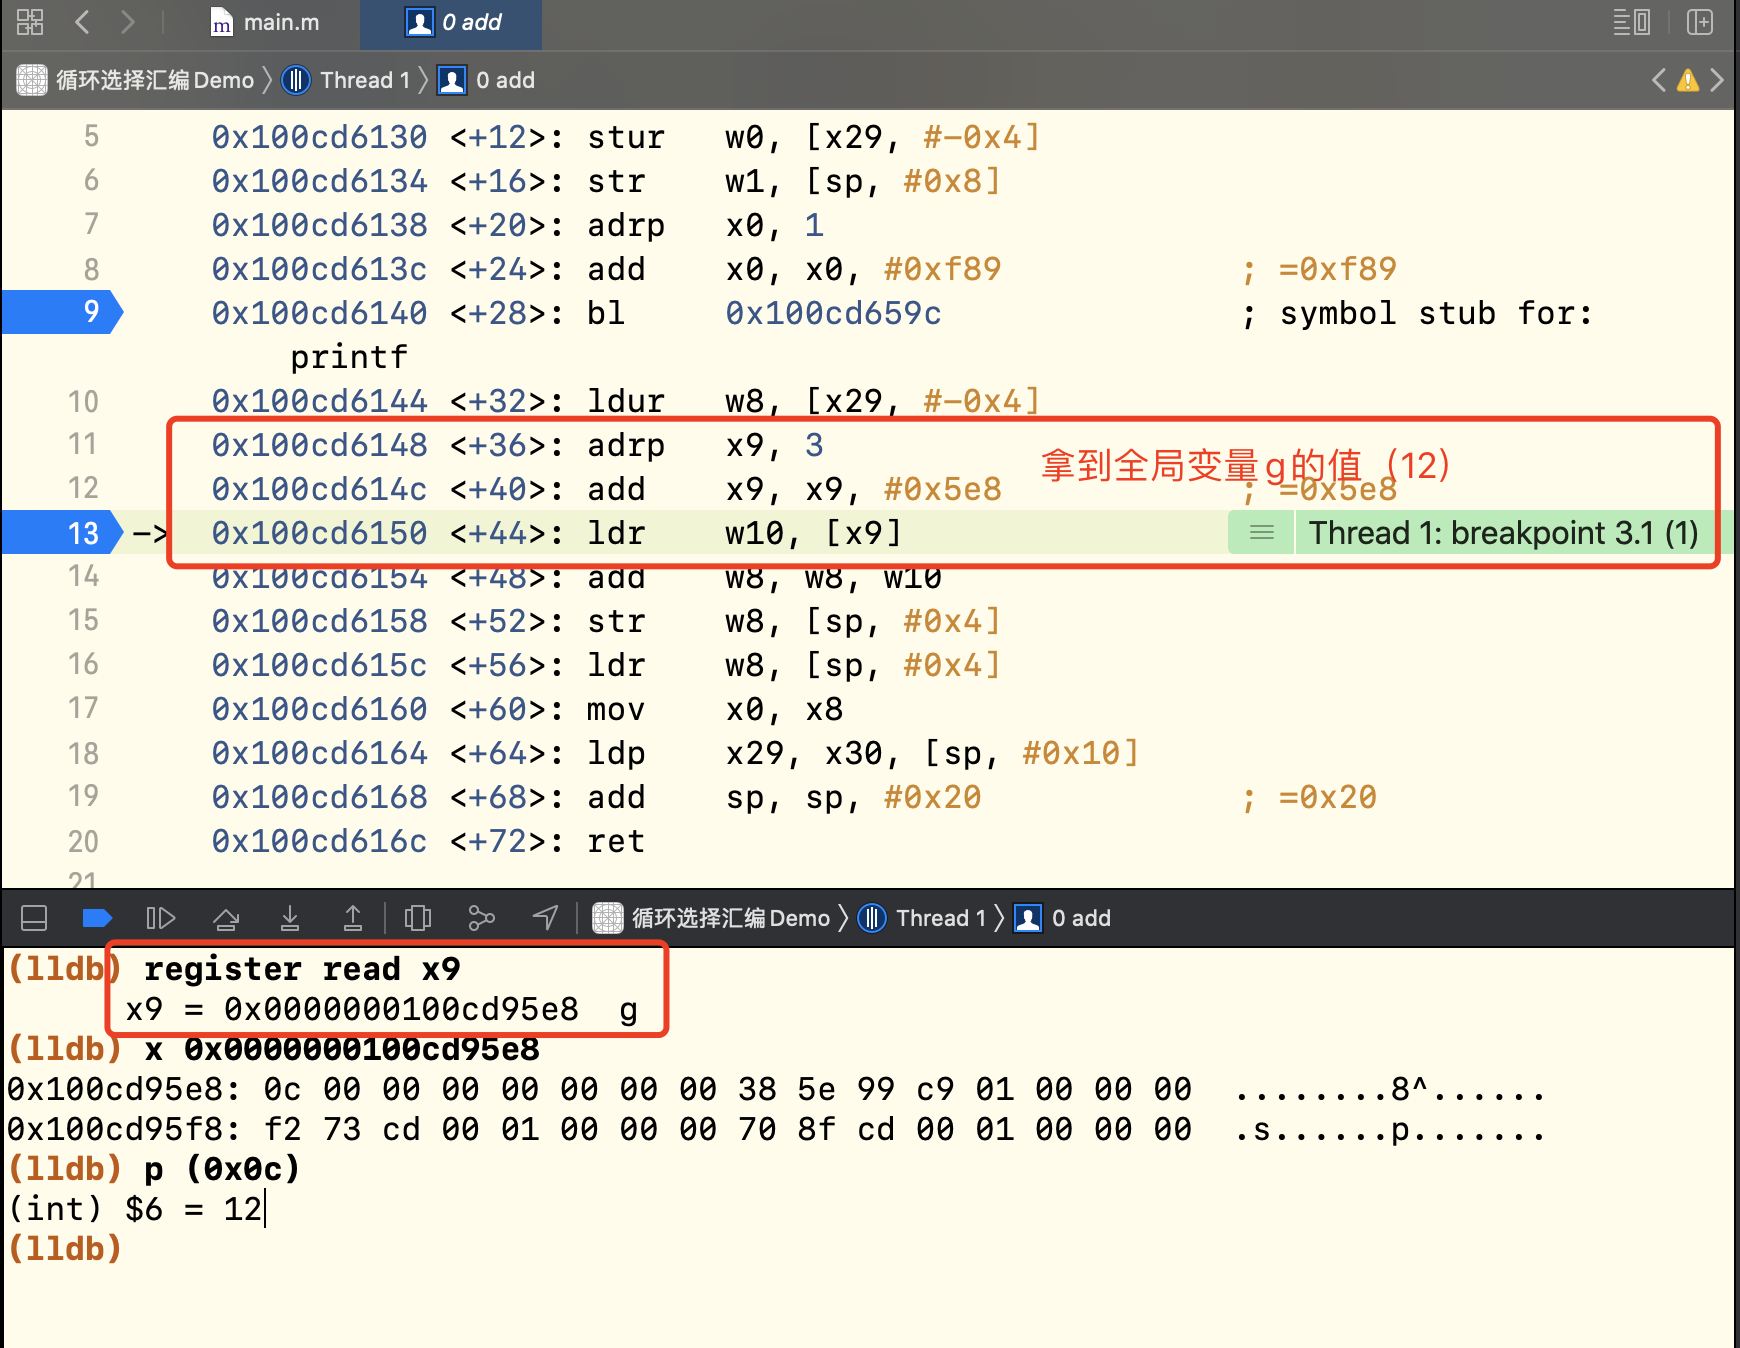 main.m 0 add
循环选择汇编Demo Thread 1 0 add
5 0x100cd6130 <+12>: stur w0, [x29, #-0x4]
6 0x100cd6134 <+16>: str w1, [sp, #0x8]
7 0x100cd6138 <+20>: adrp x0, 1
8 0x100cd613c <+24>: add x0, x0, #0xf89 ; =0xf89
9 0x100cd6140 <+28>: bl 0x100cd659c ; symbol stub for:
printf
10 0x100cd6144 <+32>: ldur w8, [x29, #-0x4]
11 0x100cd6148 <+36>: adrp x9, 3
拿到全局变量g的值（12）
12 0x100cd614c <+40>: add x9, x9, #0x5e8 ; =0x5e8
13 -> 0x100cd6150 <+44>: ldr w10, [x9] Thread 1: breakpoint 3.1 (1)
14 0x100cd6154 <+48>: add w8, w8, w10
15 0x100cd6158 <+52>: str w8, [sp, #0x4]
16 0x100cd615c <+56>: ldr w8, [sp, #0x4]
17 0x100cd6160 <+60>: mov x0, x8
18 0x100cd6164 <+64>: ldp x29, x30, [sp, #0x10]
19 0x100cd6168 <+68>: add sp, sp, #0x20 ; =0x20
20 0x100cd616c <+72>: ret
21
循环选择汇编Demo Thread 1 0 add
(lldb) register read x9
x9 = 0x0000000100cd95e8 g
(lldb) x 0x0000000100cd95e8
0x100cd95e8: 0c 00 00 00 00 00 00 00 38 5e 99 c9 01 00 00 00 ........8^......
0x100cd95f8: f2 73 cd 00 01 00 00 00 70 8f cd 00 01 00 00 00 .s......p.......
(lldb) p (0x0c)
(int) $6 = 12
(lldb)